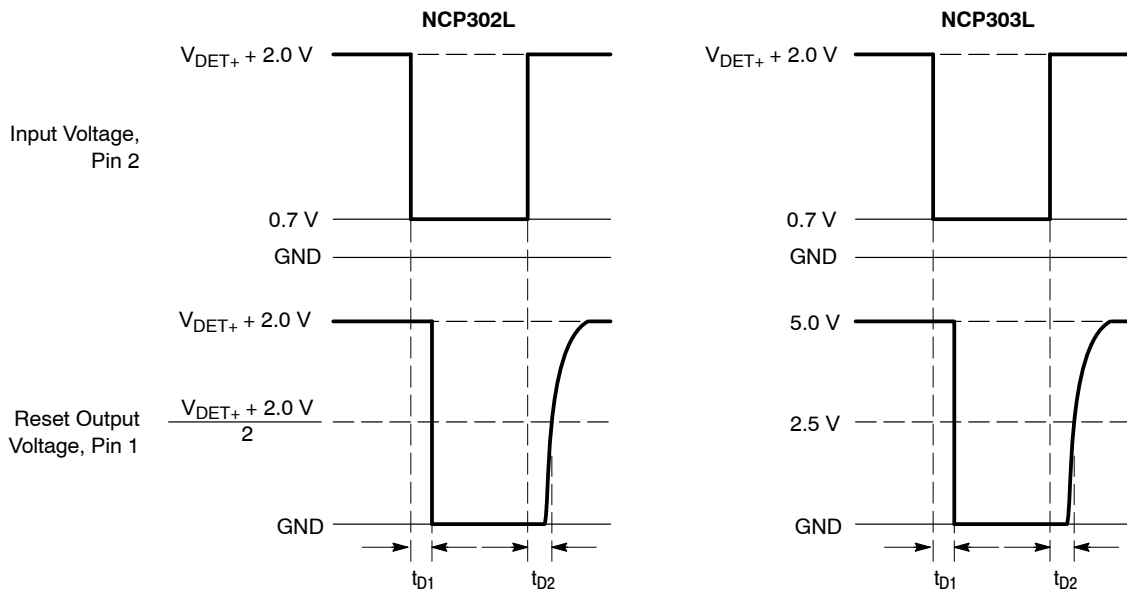 NCP302L
NCP303L
V_DET+ + 2.0 V
V_DET+ + 2.0 V
Input Voltage,
Pin 2
0.7 V
0.7 V
GND
GND
V_DET+ + 2.0 V
5.0 V
Reset Output
Voltage, Pin 1
V_DET+ + 2.0 V
2
2.5 V
GND
GND
t_D1
t_D2
t_D1
t_D2